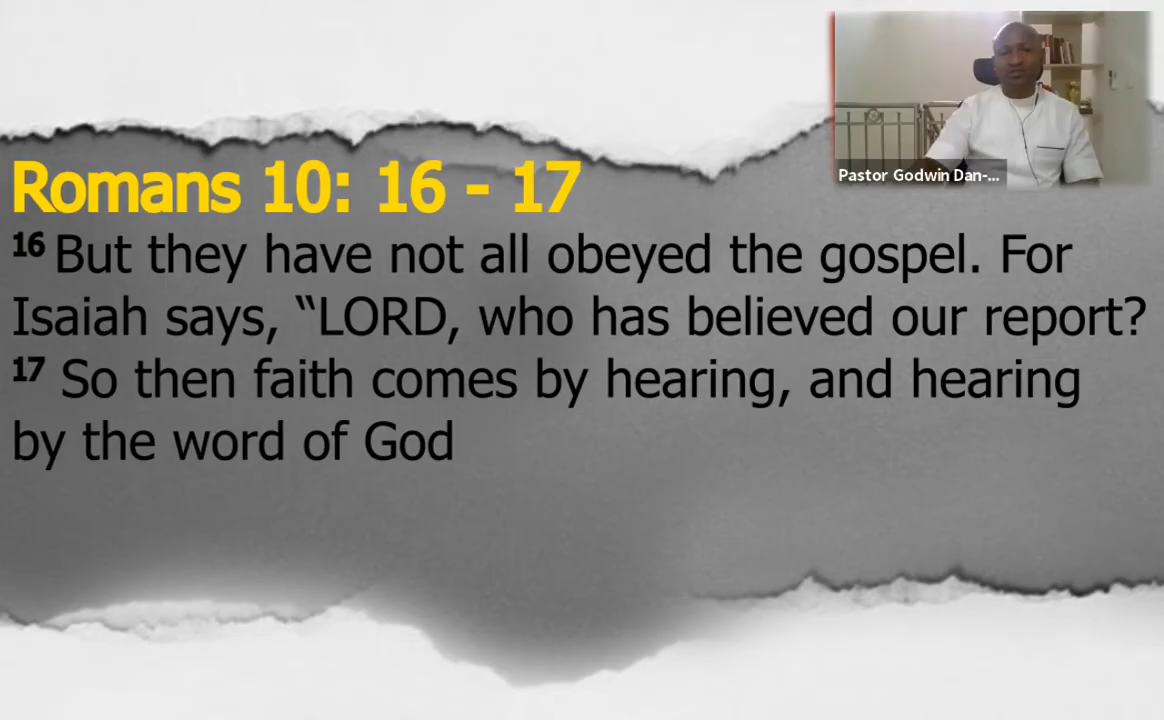 Romans 10: 16 - 17
16 But they have not all obeyed the gospel. For
Isaiah says, “LORD, who has believed our report?
17 So then faith comes by hearing, and hearing
by the word of God
Pastor Godwin Dan-...